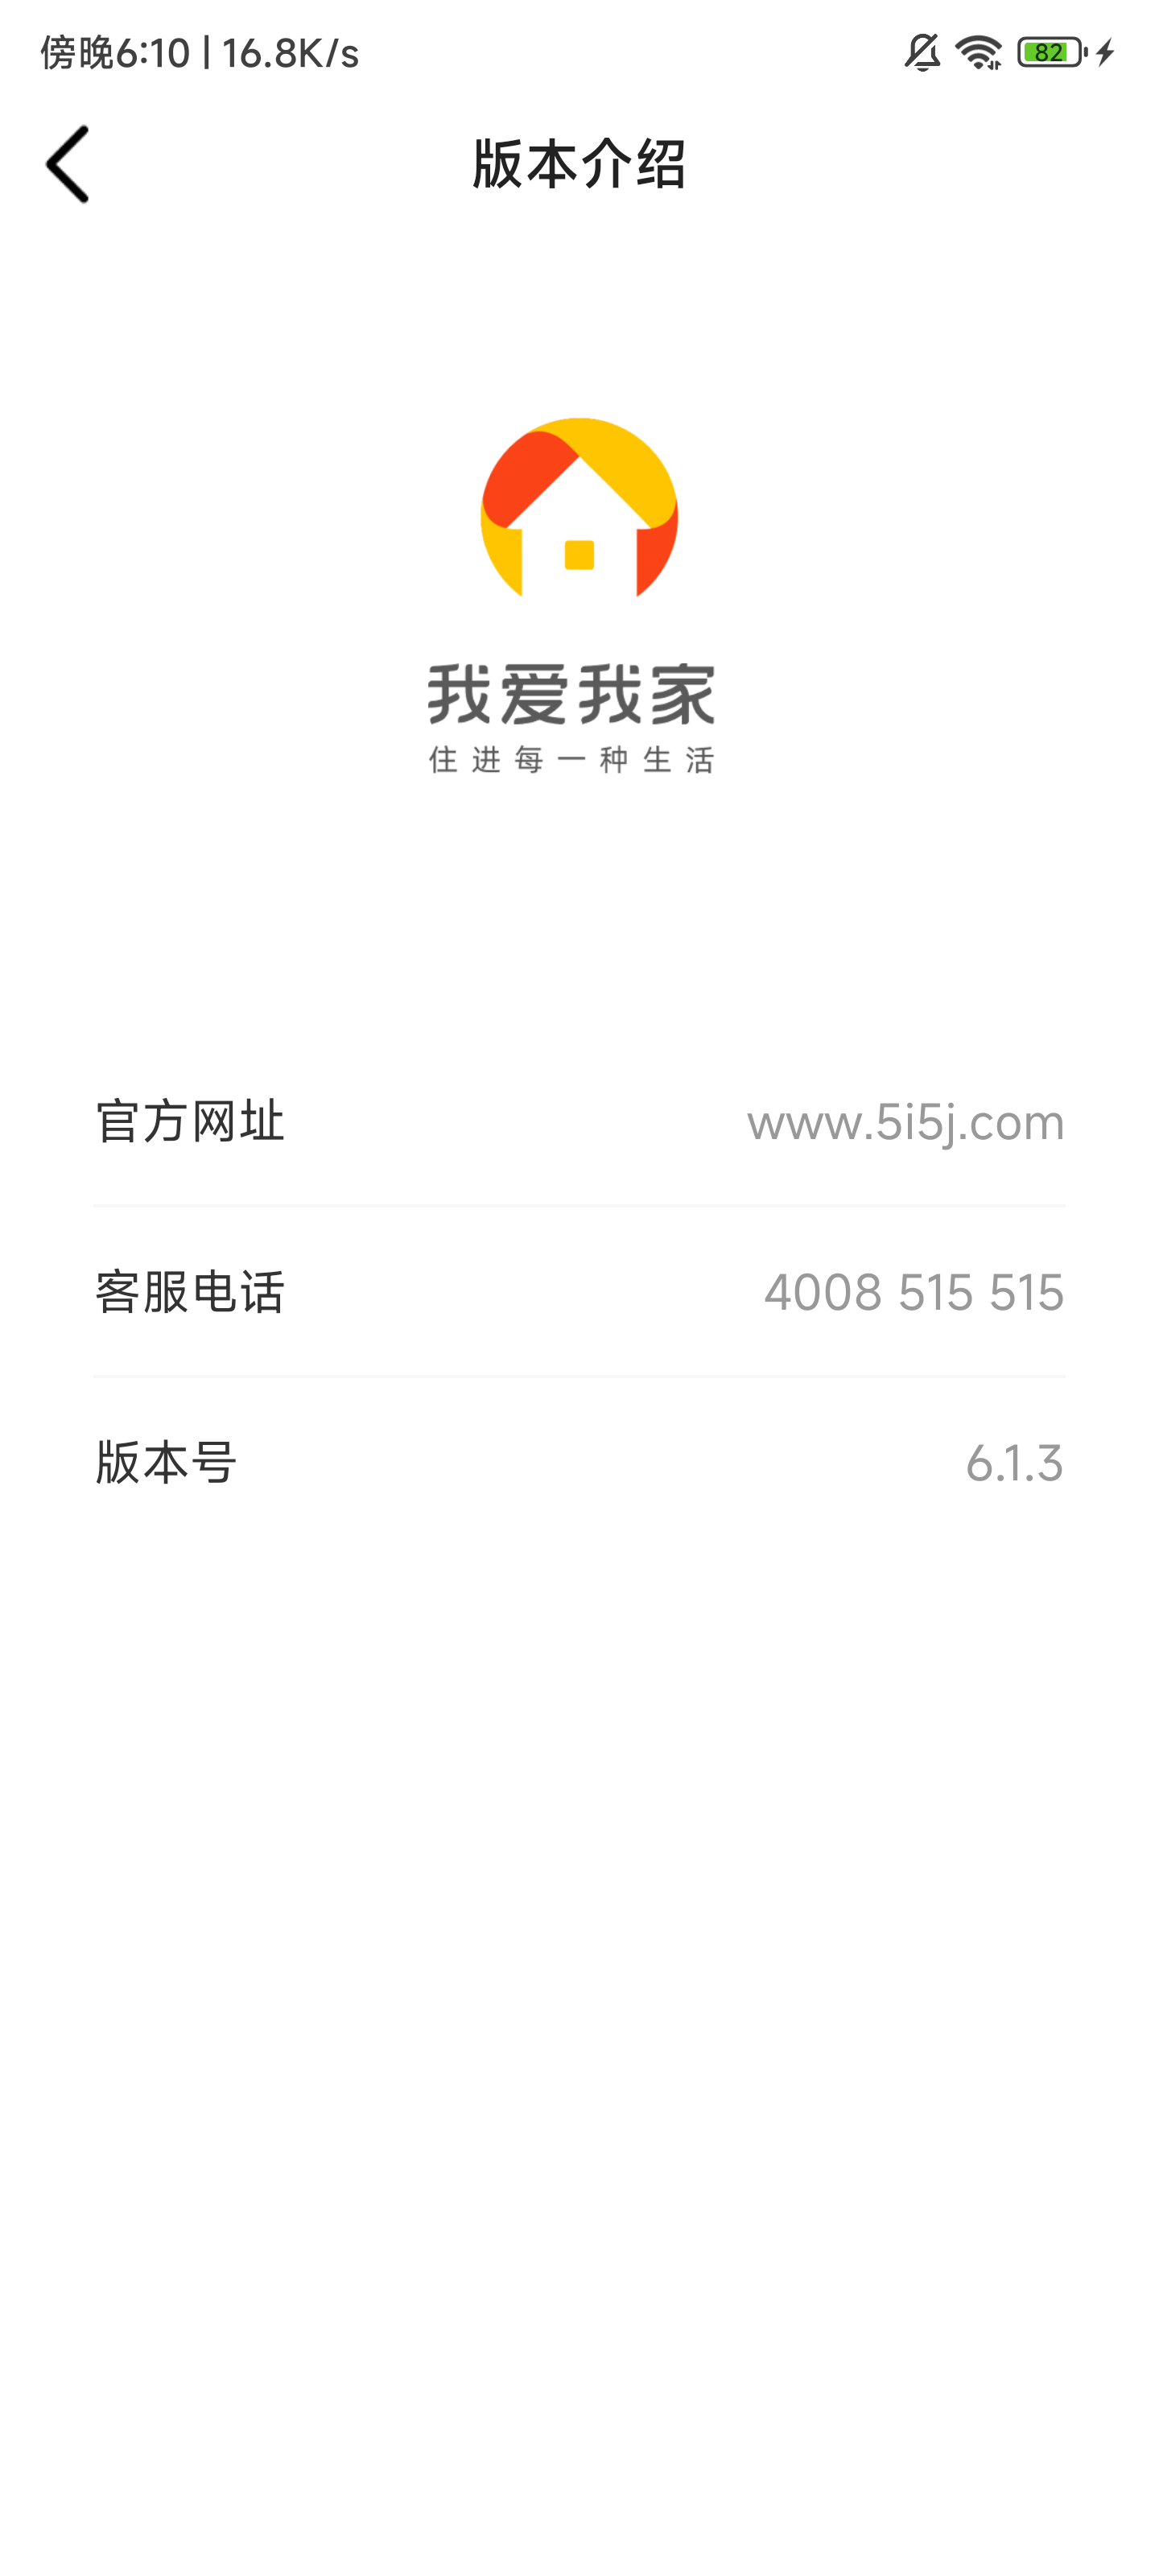 傍晚6:10 | 16.8K/s
82
版本介绍
我爱我家
住进每一种生活
官方网址 www.5i5j.com
客服电话 4008 515 515
版本号 6.1.3